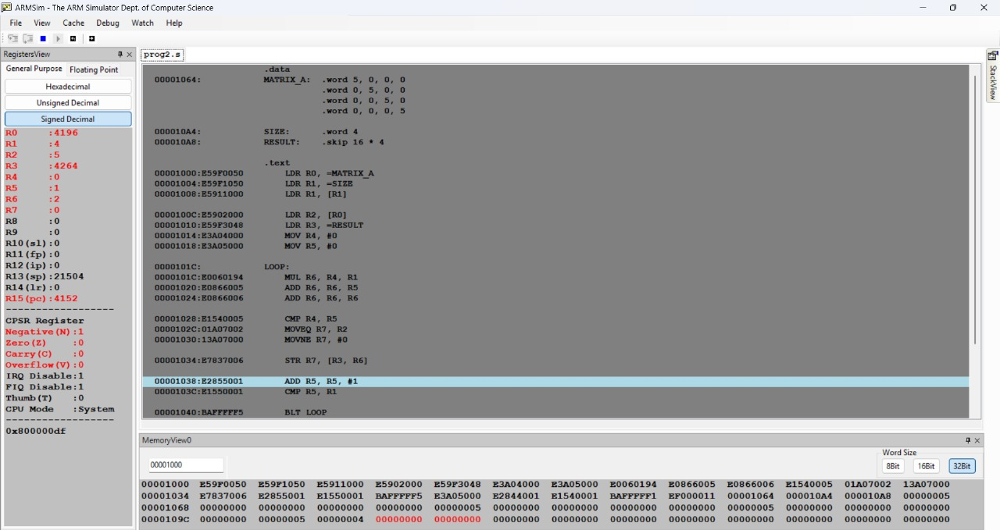 ARMSim - The ARM Simulator Dept. of Computer Science
File View Cache Debug Watch Help
RegistersView
General Purpose Floating Point
Hexadecimal
Unsigned Decimal
Signed Decimal
R0 :4196
R1 :4
R2 :5
R3 :4264
R4 :0
R5 :1
R6 :2
R7 :0
R8 :0
R9 :0
R10(sl):0
R11(fp):0
R12(ip):0
R13(sp):21504
R14(lr):0
R15(pc):4152
-------------------
CPSR Register
Negative(N):1
Zero(Z) :0
Carry(C) :0
Overflow(V):0
IRQ Disable:1
FIQ Disable:1
Thumb(T) :0
CPU Mode :System
-------------------
0x800000df
prog2.s
.data
00001064: MATRIX_A: .word 5, 0, 0, 0
.word 0, 5, 0, 0
.word 0, 0, 5, 0
.word 0, 0, 0, 5
000010A4: SIZE: .word 4
000010A8: RESULT: .skip 16 * 4
.text
00001000:E59F0050 LDR R0, =MATRIX_A
00001004:E59F1050 LDR R1, =SIZE
00001008:E5911000 LDR R1, [R1]
0000100C:E5902000 LDR R2, [R0]
00001010:E59F3048 LDR R3, =RESULT
00001014:E3A04000 MOV R4, #0
00001018:E3A05000 MOV R5, #0
0000101C: LOOP:
0000101C:E0060194 MUL R6, R4, R1
00001020:E0866005 ADD R6, R6, R5
00001024:E0866006 ADD R6, R6, R6
00001028:E1540005 CMP R4, R5
0000102C:01A07002 MOVEQ R7, R2
00001030:13A07000 MOVNE R7, #0
00001034:E7837006 STR R7, [R3, R6]
00001038:E2855001 ADD R5, R5, #1
0000103C:E1550001 CMP R5, R1
00001040:BAFFFFF5 BLT LOOP
StackView
MemoryView0
00001000
Word Size
8Bit 16Bit 32Bit
00001000 E59F0050 E59F1050 E5911000 E5902000 E59F3048 E3A04000 E3A05000 E0060194 E0866005 E0866006 E1540005 01A07002 13A07000
00001034 E7837006 E2855001 E1550001 BAFFFFF5 E3A05000 E2844001 E1540001 BAFFFFF1 EF000011 00001064 000010A4 000010A8 00000005
00001068 00000000 00000000 00000000 00000000 00000005 00000000 00000000 00000000 00000000 00000005 00000000 00000000 00000000
0000109C 00000000 00000005 00000004 00000000 00000000 00000000 00000000 00000000 00000000 00000000 00000000 00000000 00000000